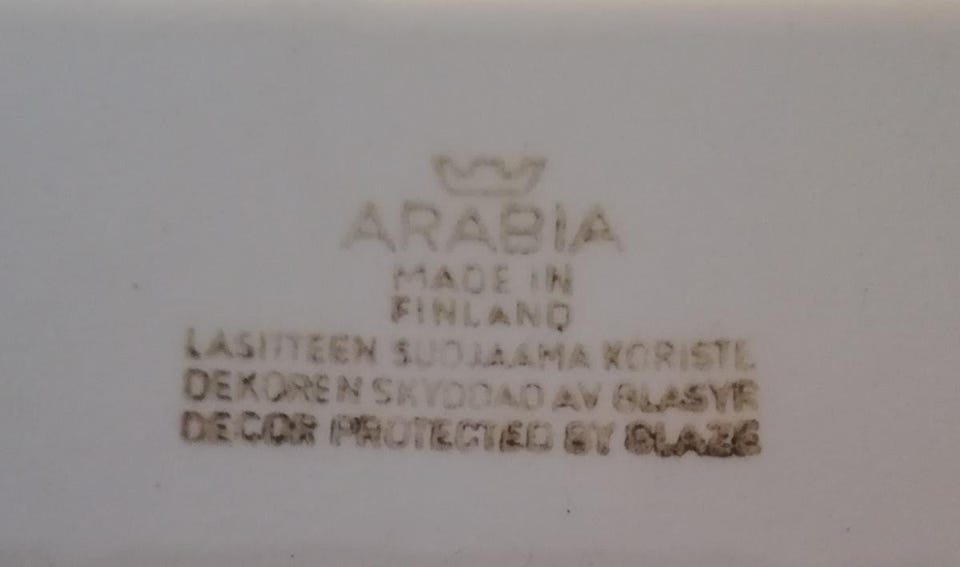 ARABIA
MADE IN
FINLAND
LASITTEEN SUOJAAMA KORISTE
DEKOREN SKYDDAD AV GLASYR
DECOR PROTECTED BY GLAZE